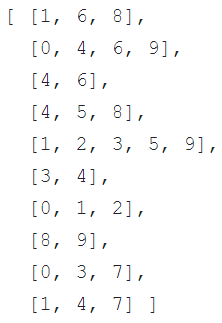 [ [1, 6, 8],
[0, 4, 6, 9],
[4, 6],
[4, 5, 8],
[1, 2, 3, 5, 9],
[3, 4],
[0, 1, 2],
[8, 9],
[0, 3, 7],
[1, 4, 7] ]